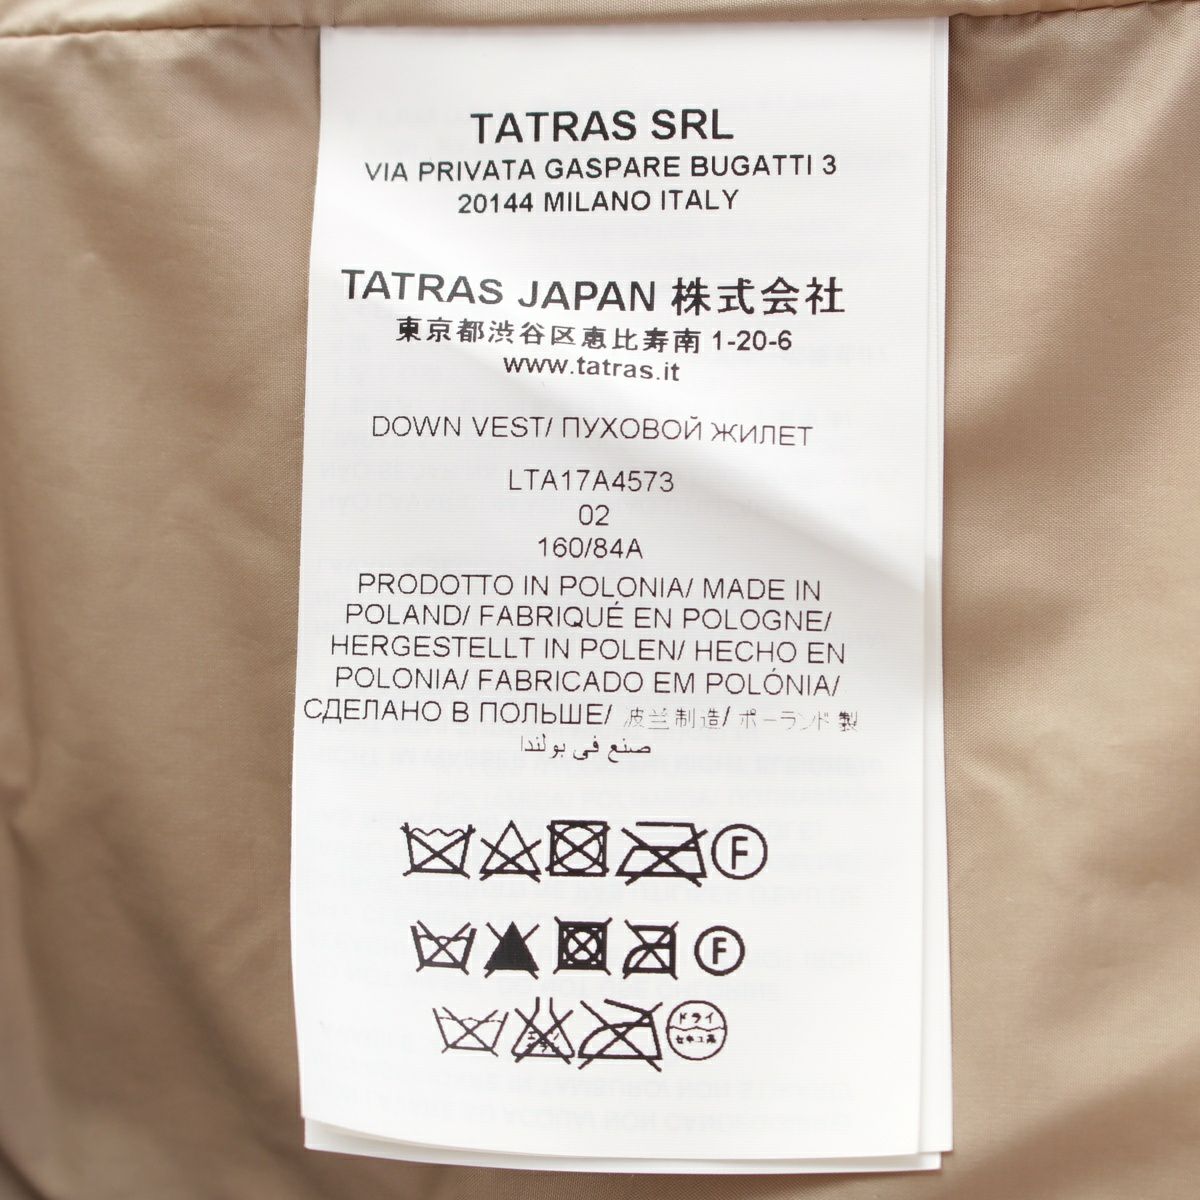 TATRAS SRL
VIA PRIVATA GASPARE BUGATTI 3
20144 MILANO ITALY
TATRAS JAPAN 株式会社
東京都渋谷区恵比寿南 1-20-6
www.tatras.it
DOWN VEST/ ПУХОВОЙ ЖИЛЕТ
LTA17A4573
02
160/84A
PRODOTTO IN POLONIA/ MADE IN
POLAND/ FABRIQUÉ EN POLOGNE/
HERGESTELLT IN POLEN/ HECHO EN
POLONIA/ FABRICADO EM POLÓNIA/
СДЕЛАНО В ПОЛЬШЕ/ 波兰制造/ ポーランド製
صنع في بولندا
F
F
ドライ
セキユ系